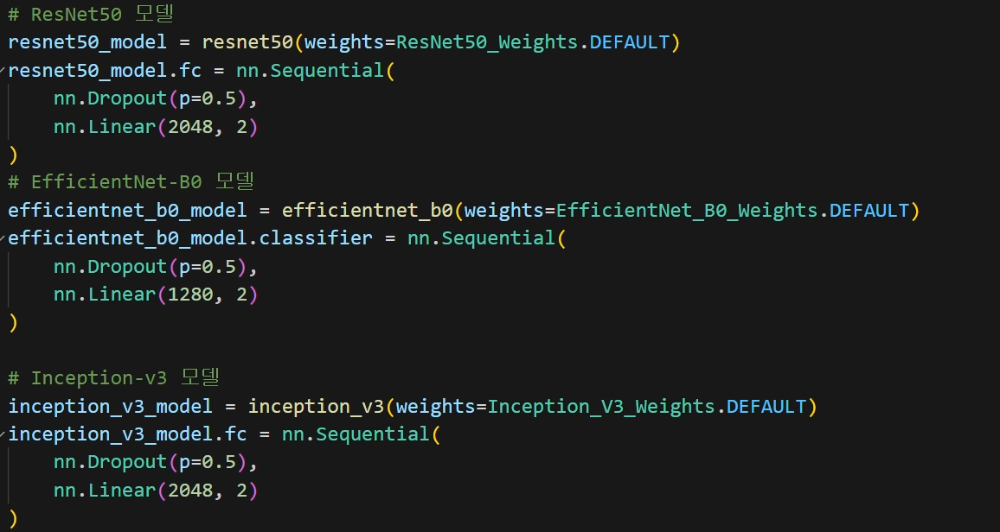 # ResNet50 모델
resnet50_model = resnet50(weights=ResNet50_Weights.DEFAULT)
resnet50_model.fc = nn.Sequential(
    nn.Dropout(p=0.5),
    nn.Linear(2048, 2)
)
# EfficientNet-B0 모델
efficientnet_b0_model = efficientnet_b0(weights=EfficientNet_B0_Weights.DEFAULT)
efficientnet_b0_model.classifier = nn.Sequential(
    nn.Dropout(p=0.5),
    nn.Linear(1280, 2)
)
# Inception-v3 모델
inception_v3_model = inception_v3(weights=Inception_V3_Weights.DEFAULT)
inception_v3_model.fc = nn.Sequential(
    nn.Dropout(p=0.5),
    nn.Linear(2048, 2)
)